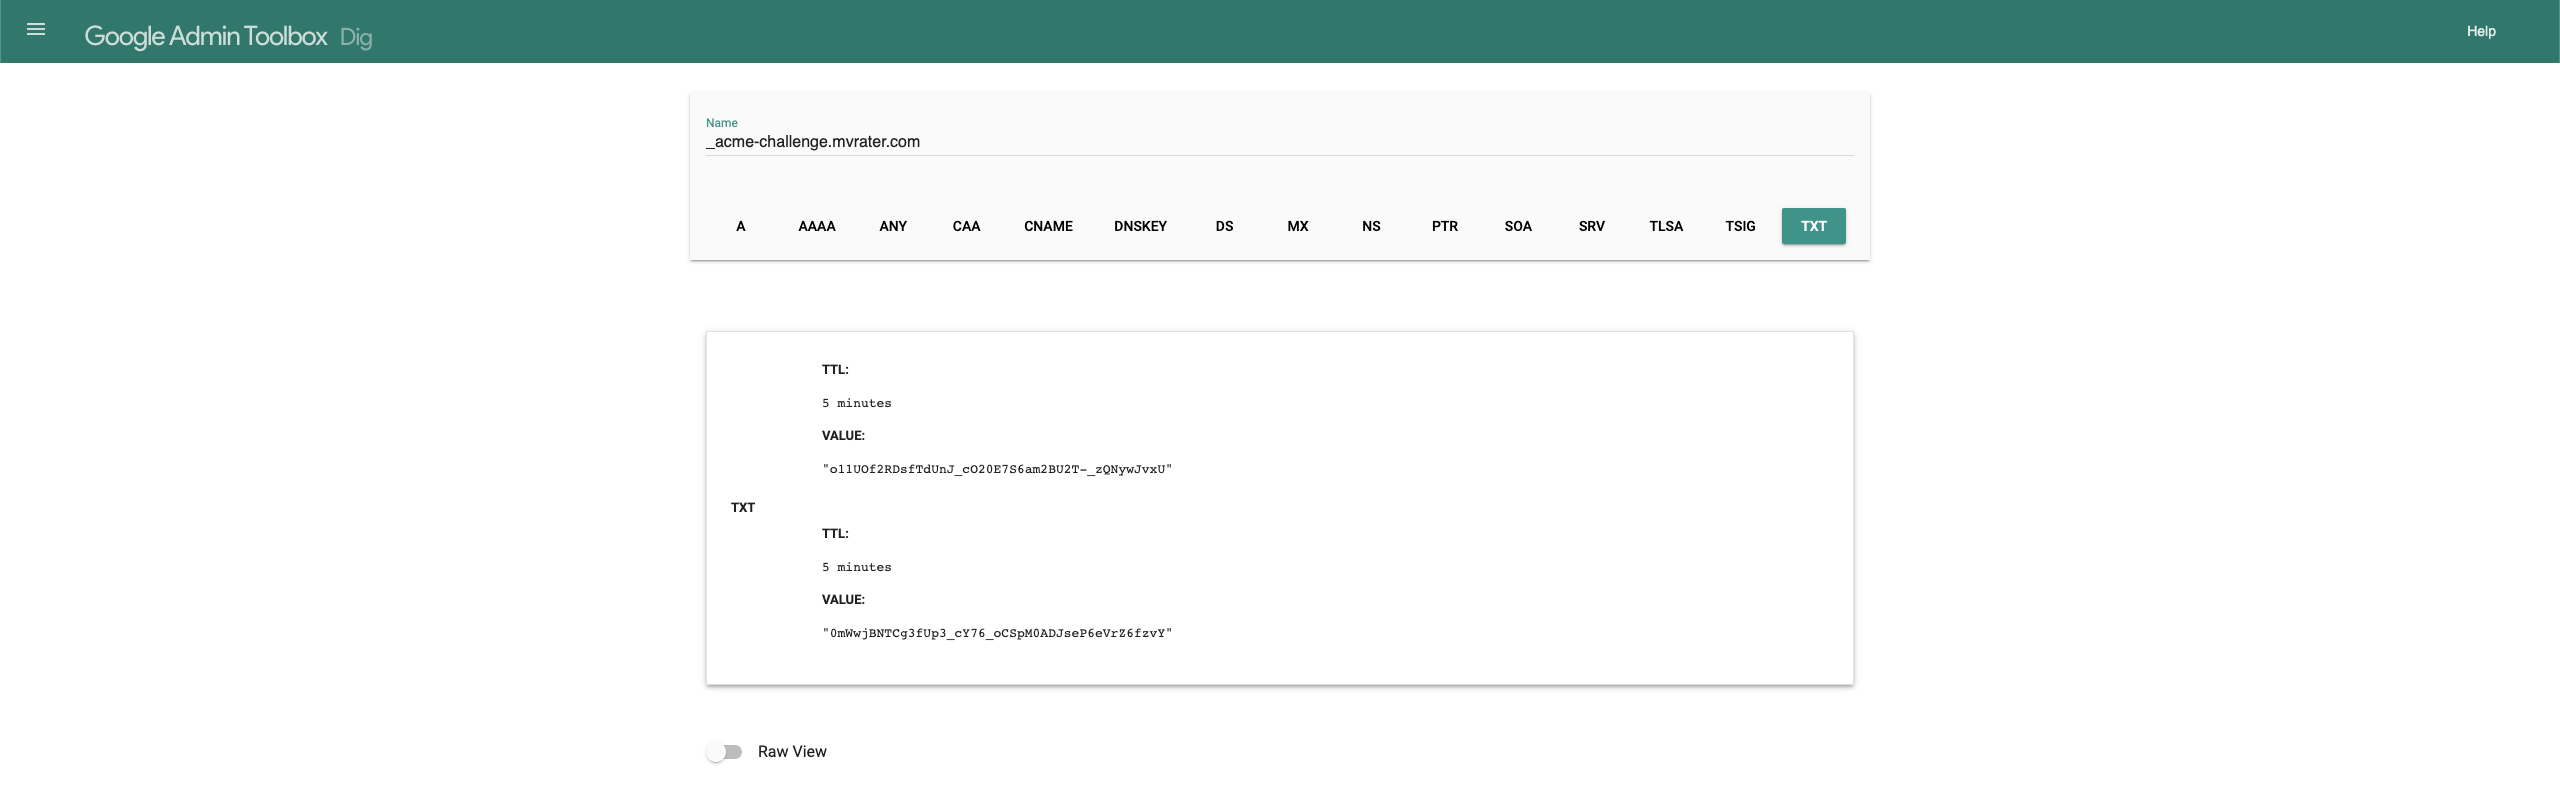 Google Admin Toolbox Dig
Help
Name
_acme-challenge.mvrater.com
A AAAA ANY CAA CNAME DNSKEY DS MX NS PTR SOA SRV TLSA TSIG TXT
TTL:
5 minutes
VALUE:
"o11UOf2RDsfTdUnJ_cO20E7S6am2BU2T-_zQNywJvxU"
TXT
TTL:
5 minutes
VALUE:
"0mWwjBNTCg3fUp3_cY76_oCSpM0ADJseP6eVrZ6fzvY"
Raw View